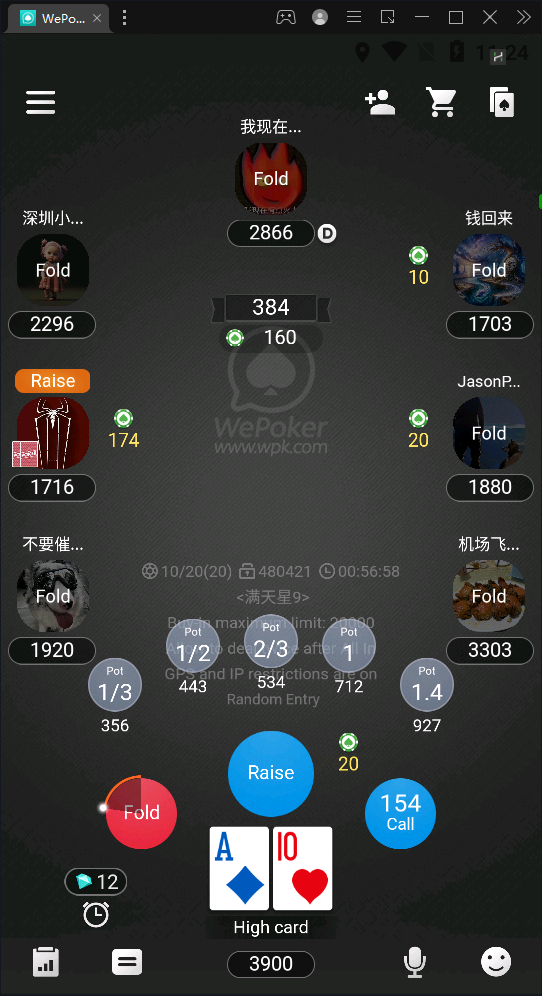 WePo...
11:24
我现在...
Fold
2866
D
深圳小...
Fold
2296
钱回来
10
Fold
1703
384
160
WePoker
www.wpk.com
Raise
174
1716
JasonP...
20
Fold
1880
不要催...
Fold
1920
机场飞...
Fold
3303
10/20(20) 480421 00:56:58
<满天星9>
Buy in maximum limit: 20000
GPS and IP restrictions are on
Random Entry
Pot
1/3
356
Pot
1/2
443
Pot
2/3
534
Pot
1
712
Pot
1.4
927
Raise
20
Fold
154
Call
A
10
12
High card
3900